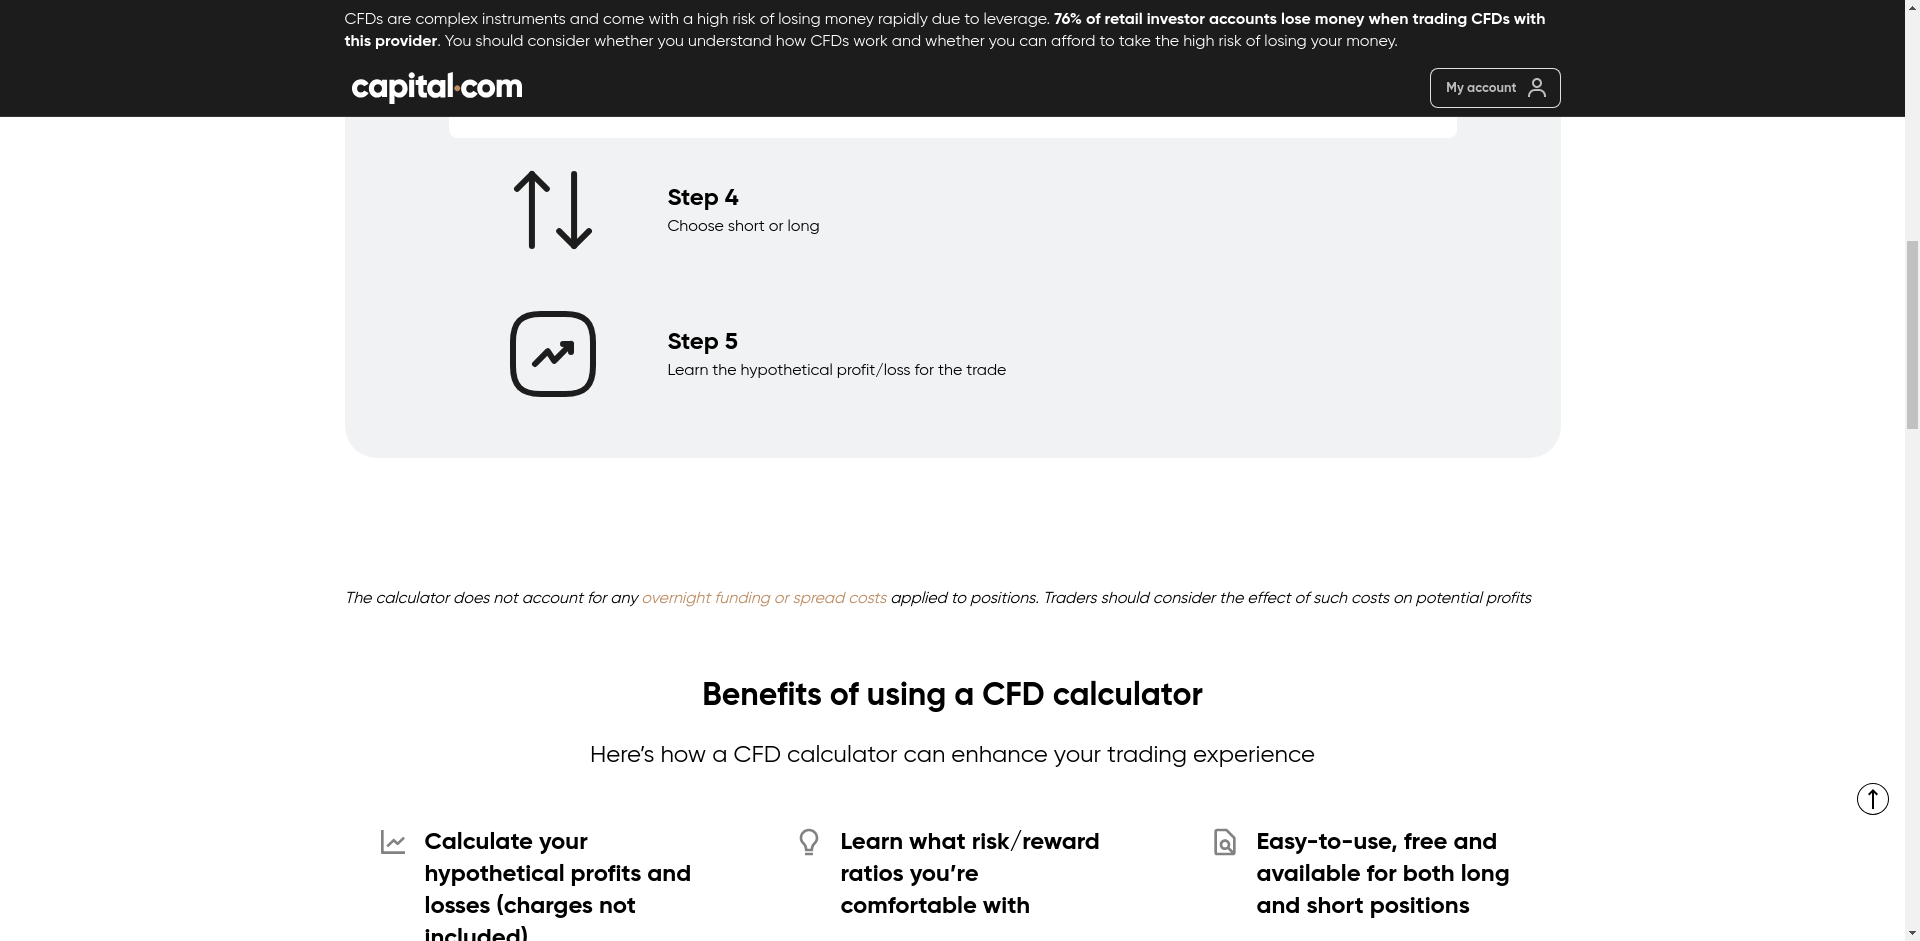 CFDs are complex instruments and come with a high risk of losing money rapidly due to leverage. 76% of retail investor accounts lose money when trading CFDs with
this provider. You should consider whether you understand how CFDs work and whether you can afford to take the high risk of losing your money.
capital.com
My account
Step 4
Choose short or long
Step 5
Learn the hypothetical profit/loss for the trade
The calculator does not account for any overnight funding or spread costs applied to positions. Traders should consider the effect of such costs on potential profits
Benefits of using a CFD calculator
Here’s how a CFD calculator can enhance your trading experience
Calculate your
hypothetical profits and
losses (charges not
included)
Learn what risk/reward
ratios you’re
comfortable with
Easy-to-use, free and
available for both long
and short positions